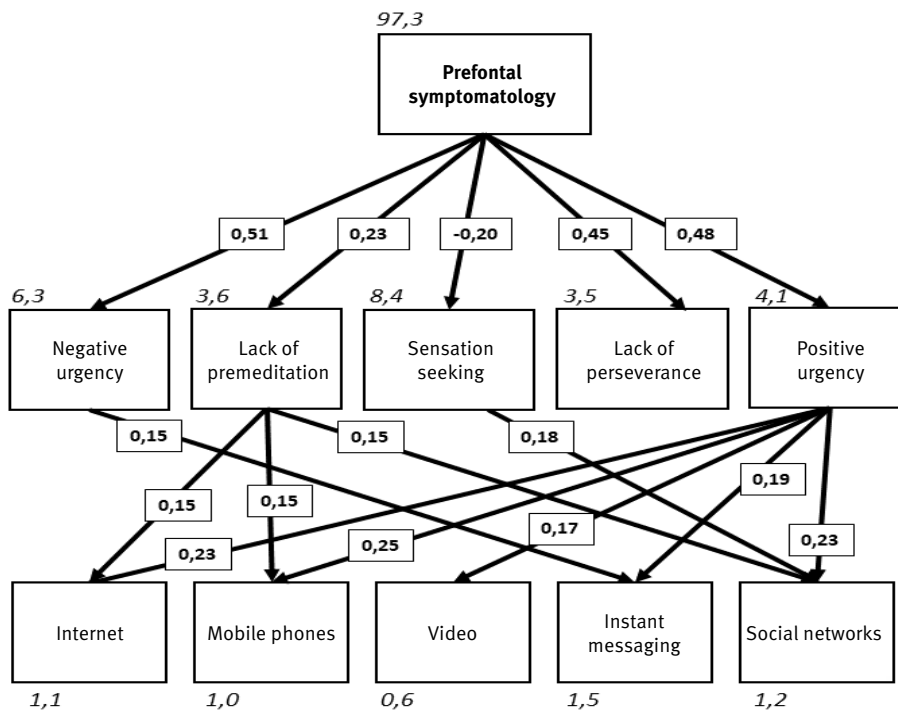 97,3
Prefontal
symptomatology
0,51
0,23
-0,20
0,45
0,48
6,3
3,6
8,4
3,5
4,1
Negative
urgency
Lack of
premeditation
Sensation
seeking
Lack of
perseverance
Positive
urgency
0,15
0,15
0,18
0,15
0,15
0,19
0,23
0,25
0,17
0,23
Internet
Mobile phones
Video
Instant
messaging
Social networks
1,1
1,0
0,6
1,5
1,2